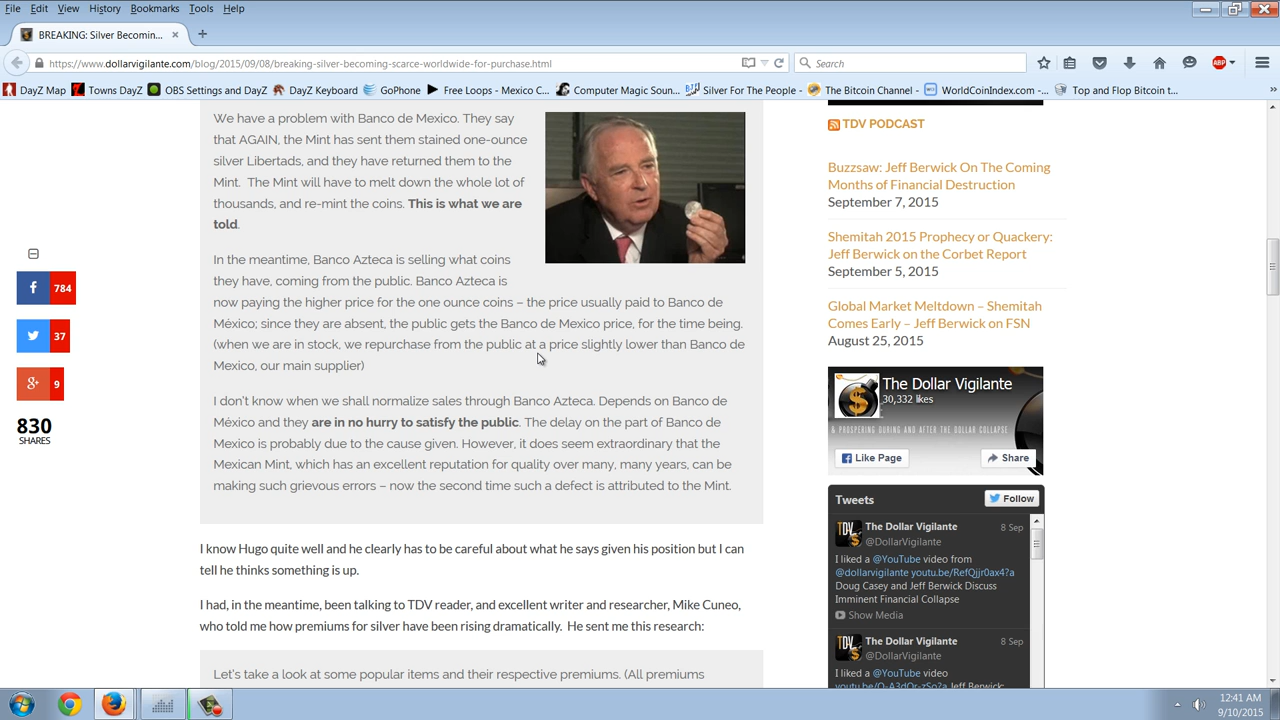 File Edit View History Bookmarks Tools Help
BREAKING: Silver Becomin...
https://www.dollarvigilante.com/blog/2015/09/08/breaking-silver-becoming-scarce-worldwide-for-purchase.html
Search
ABP
DayZ Map Towns DayZ OBS Settings and DayZ DayZ Keyboard GoPhone Free Loops - Mexico C... Computer Magic Soun... Silver For The People - ... The Bitcoin Channel - ... WorldCoinIndex.com -... Top and Flop Bitcoin t...
We have a problem with Banco de Mexico. They say
that AGAIN, the Mint has sent them stained one-ounce
silver Libertads, and they have returned them to the
Mint. The Mint will have to melt down the whole lot of
thousands, and re-mint the coins. This is what we are
told.
In the meantime, Banco Azteca is selling what coins
they have, coming from the public. Banco Azteca is
now paying the higher price for the one ounce coins – the price usually paid to Banco de
Mexico; since they are absent, the public gets the Banco de Mexico price, for the time being.
(When we are in stock, we repurchase from the public at a price slightly lower than Banco de
Mexico, our main supplier)
I don't know when we shall normalize sales through Banco Azteca. Depends on Banco de
México and they are in no hurry to satisfy the public. The delay on the part of Banco de
Mexico is probably due to the cause given. However, it does seem extraordinary that the
Mexican Mint, which has an excellent reputation for quality over many, many years, can be
making such grievous errors – now the second time such a defect is attributed to the Mint.
I know Hugo quite well and he clearly has to be careful about what he says given his position but I can
tell he thinks something is up.
I had, in the meantime, been talking to TDV reader, and excellent writer and researcher, Mike Cuneo,
who told me how premiums for silver have been rising dramatically. He sent me this research:
take a look at some popular items and their respective premiums. (All premiums
784
37
9
830
SHARES
TDV PODCAST
Buzzsaw: Jeff Berwick On The Coming
Months of Financial Destruction
September 7, 2015
Shemitah 2015 Prophecy or Quackery:
Jeff Berwick on the Corbet Report
September 5, 2015
Global Market Meltdown – Shemitah
Comes Early – Jeff Berwick on FSN
August 25, 2015
The Dollar Vigilante
30,332 likes
& PROSPERING DURING AND AFTER THE DOLLAR COLLAPSE.
Like Page
Share
Tweets
Follow
The Dollar Vigilante 8 Sep
@DollarVigilante
I liked a @YouTube video from
@dollarvigilante youtu.be/RefQjjr0ax4?a
Doug Casey and Jeff Berwick Discuss
Imminent Financial Collapse
Show Media
The Dollar Vigilante 8 Sep
@DollarVigilante
I liked a @YouTube video
youtu.be/O-A3dOr-zSo?a Jeff Berwick:
12:41 AM
9/10/2015